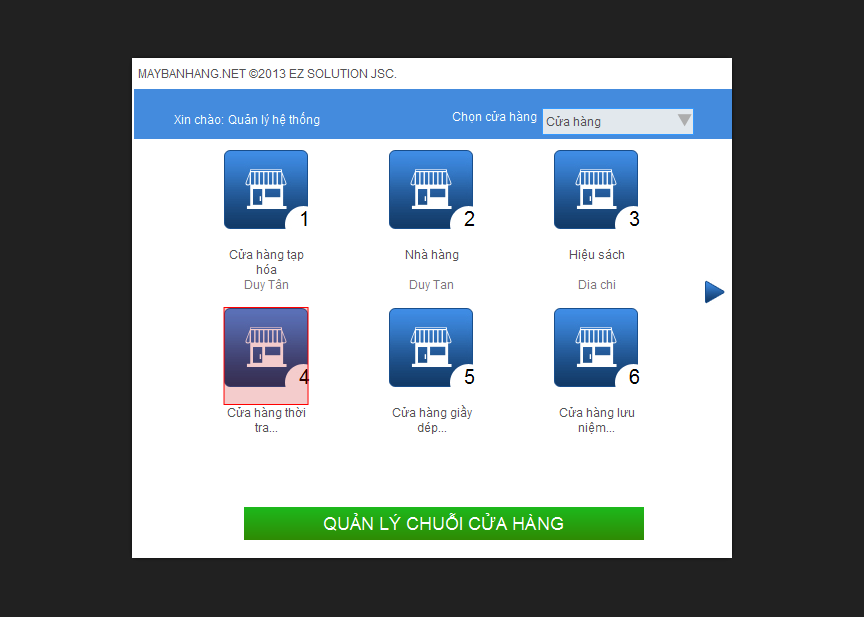 MAYBANHANG.NET ©2013 EZ SOLUTION JSC.
Xin chào: Quản lý hệ thống
Chọn cửa hàng
Cửa hàng
1
2
3
Cửa hàng tạp
hóa
Duy Tân
Nhà hàng
Duy Tan
Hiệu sách
Dia chi
4
5
6
Cửa hàng thời
tra...
Cửa hàng giầy
dép...
Cửa hàng lưu
niệm...
QUẢN LÝ CHUỖI CỬA HÀNG